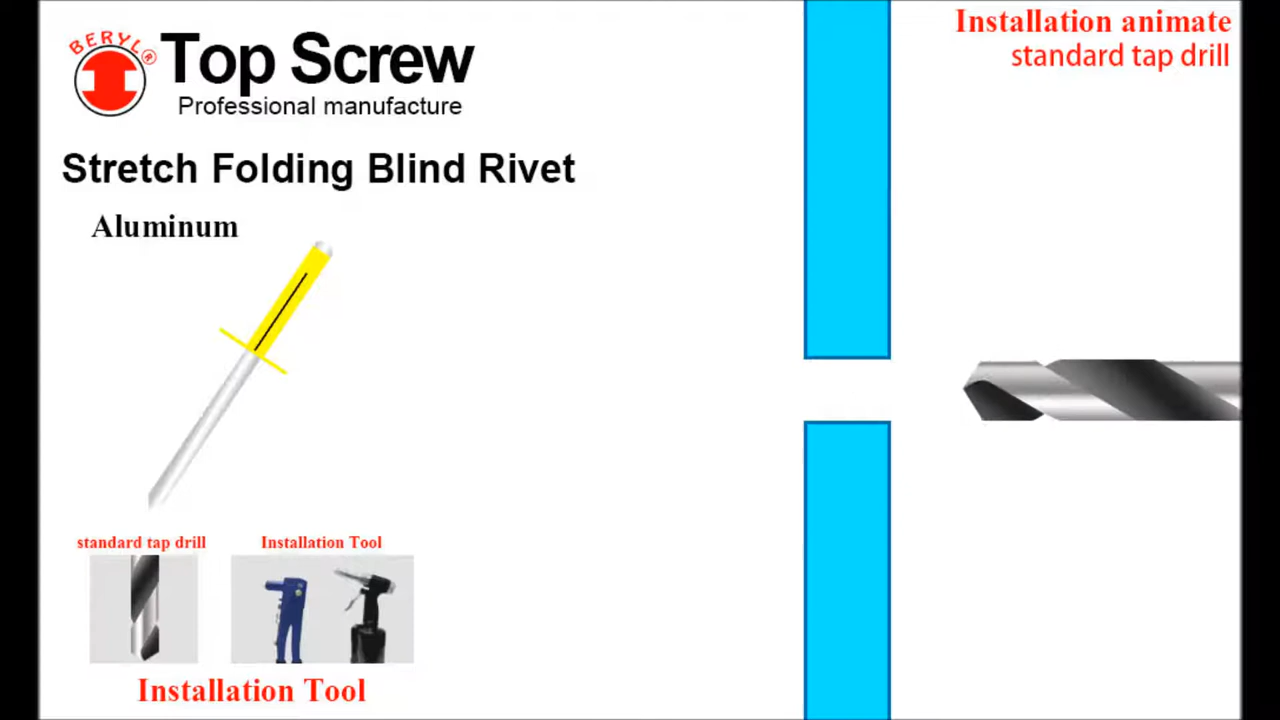 BERYL®
Top Screw
Professional manufacture
Stretch Folding Blind Rivet
Aluminum
standard tap drill
Installation Tool
Installation Tool
Installation animate
standard tap drill